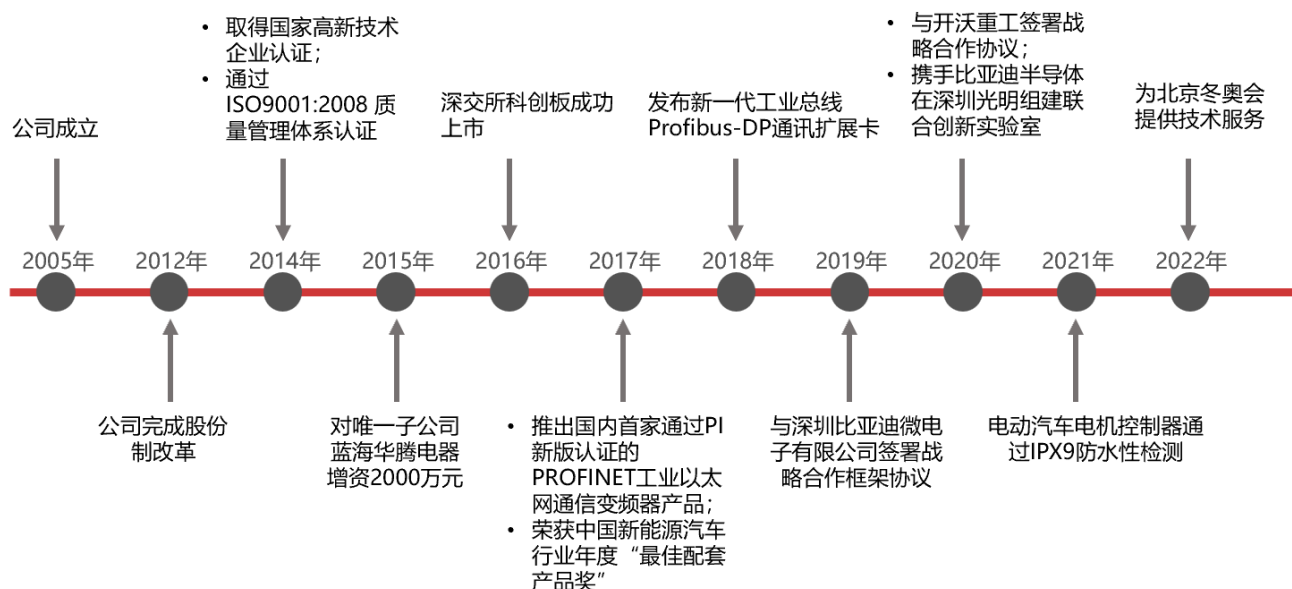 • 取得国家高新技术
企业认证；
• 通过
ISO9001:2008 质
量管理体系认证
• 与开沃重工签署战
略合作协议；
• 携手比亚迪半导体
在深圳光明组建联
合创新实验室
公司成立
深交所科创板成功
上市
发布新一代工业总线
Profibus-DP通讯扩展卡
为北京冬奥会
提供技术服务
2005年
2012年
2014年
2015年
2016年
2017年
2018年
2019年
2020年
2021年
2022年
公司完成股份
制改革
对唯一子公司
蓝海华腾电器
增资2000万元
• 推出国内首家通过PI
新版认证的
PROFINET工业以太
网通信变频器产品；
• 荣获中国新能源汽车
行业年度“最佳配套
产品奖”
与深圳比亚迪微电
子有限公司签署战
略合作框架协议
电动汽车电机控制器通
过IPX9防水性检测